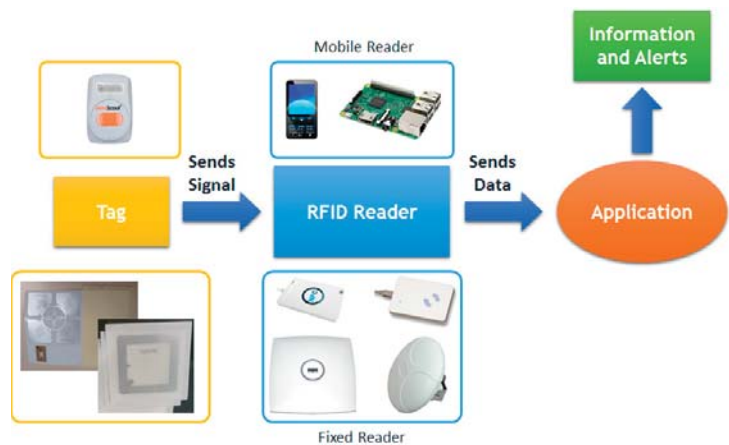 Mobile Reader
Information
and Alerts
Sends
Signal
Sends
Data
Tag
RFID Reader
Application
Fixed Reader